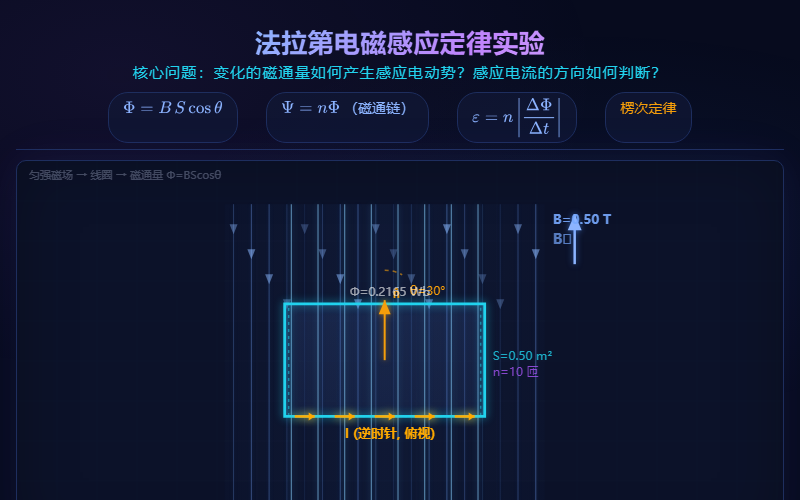 法拉第电磁感应定律实验
核心问题：变化的磁通量如何产生感应电动势？感应电流的方向如何判断？
Φ = B S cos θ
Ψ = nΦ （磁通链）
ε = n |ΔΦ/Δt|
楞次定律
匀强磁场 → 线圈 → 磁通量 Φ=BScosθ
B=0.50 T
B
Φ=0.2165 Wb
θ=30°
S=0.50 m²
n=10 匝
I (逆时针, 俯视)